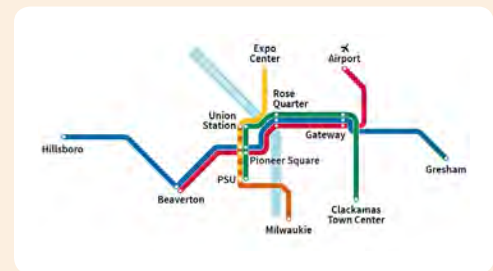 Expo
Center
Airport
Rose
Quarter
Union
Station
Hillsboro
Gateway
Pioneer Square
Gresham
PSU
Beaverton
Clackamas
Town Center
Milwaukie